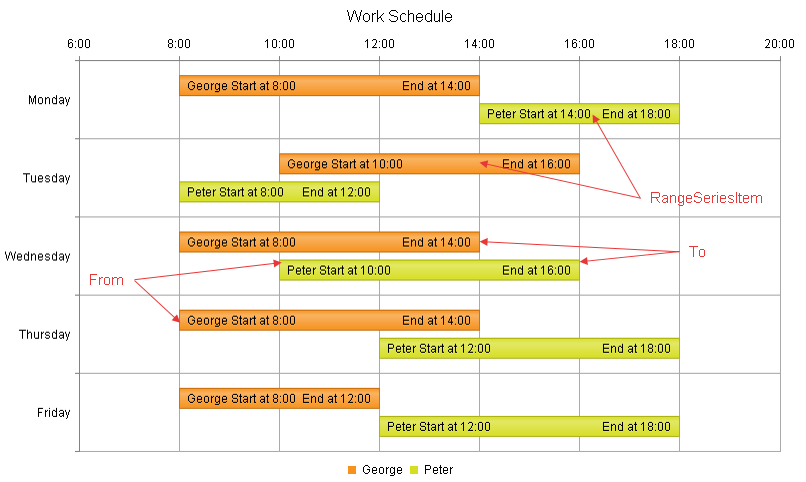 Work Schedule
6:00 8:00 10:00 12:00 14:00 16:00 18:00 20:00
Monday
George Start at 8:00 End at 14:00
Peter Start at 14:00 End at 18:00
Tuesday
George Start at 10:00 End at 16:00
Peter Start at 8:00 End at 12:00
RangeSeriesItem
Wednesday
George Start at 8:00 End at 14:00
To
Peter Start at 10:00 End at 16:00
From
Thursday
George Start at 8:00 End at 14:00
Peter Start at 12:00 End at 18:00
Friday
George Start at 8:00 End at 12:00
Peter Start at 12:00 End at 18:00
George Peter